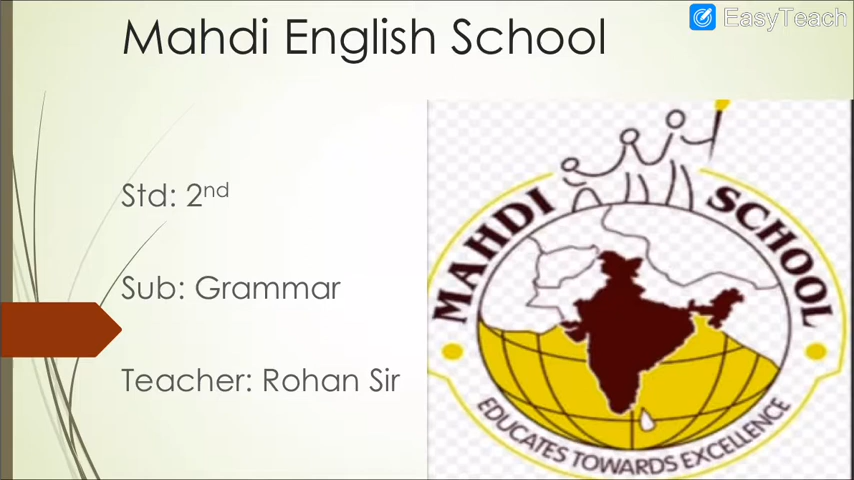 Mahdi English School
EasyTeach
Std: 2nd
Sub: Grammar
Teacher: Rohan Sir
MAHDI SCHOOL
EDUCATES TOWARDS EXCELLENCE